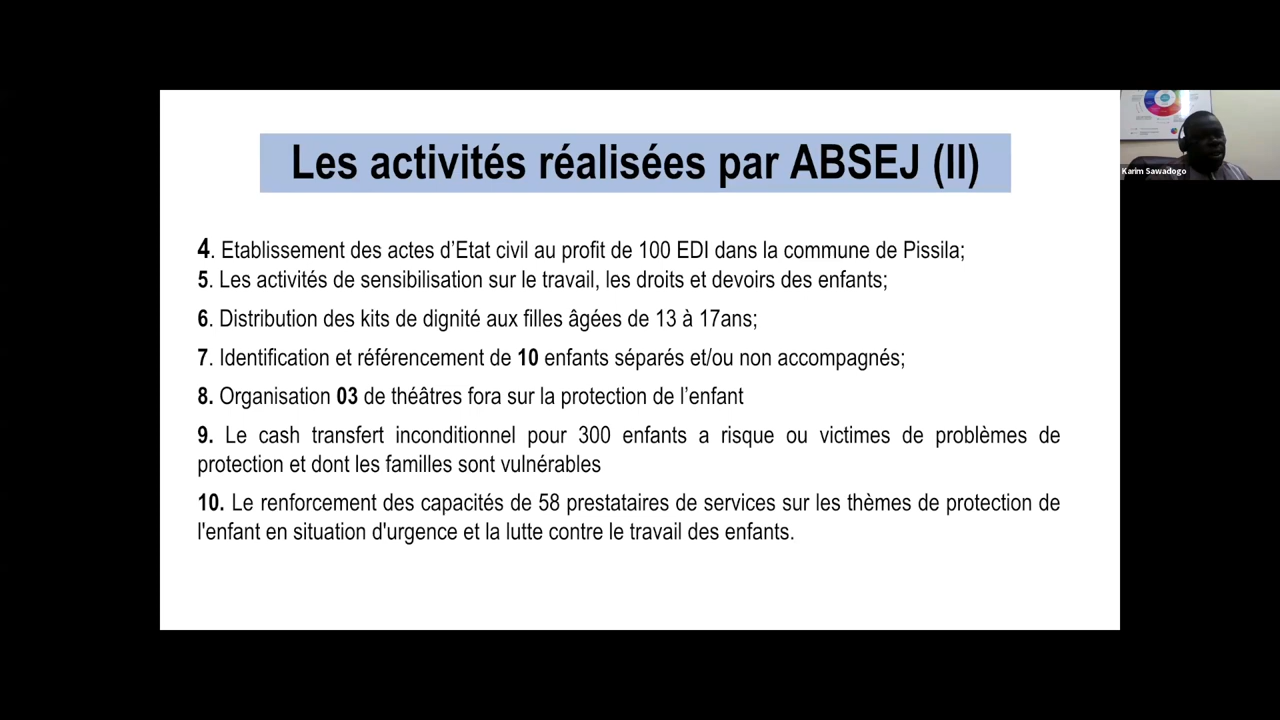 Les activités réalisées par ABSEJ (II)
Karim Sawadogo
4. Etablissement des actes d’Etat civil au profit de 100 EDI dans la commune de Pissila;
5. Les activités de sensibilisation sur le travail, les droits et devoirs des enfants;
6. Distribution des kits de dignité aux filles âgées de 13 à 17ans;
7. Identification et référencement de 10 enfants séparés et/ou non accompagnés;
8. Organisation 03 de théâtres fora sur la protection de l’enfant
9. Le cash transfert inconditionnel pour 300 enfants a risque ou victimes de problèmes de
protection et dont les familles sont vulnérables
10. Le renforcement des capacités de 58 prestataires de services sur les thèmes de protection de
l'enfant en situation d'urgence et la lutte contre le travail des enfants.